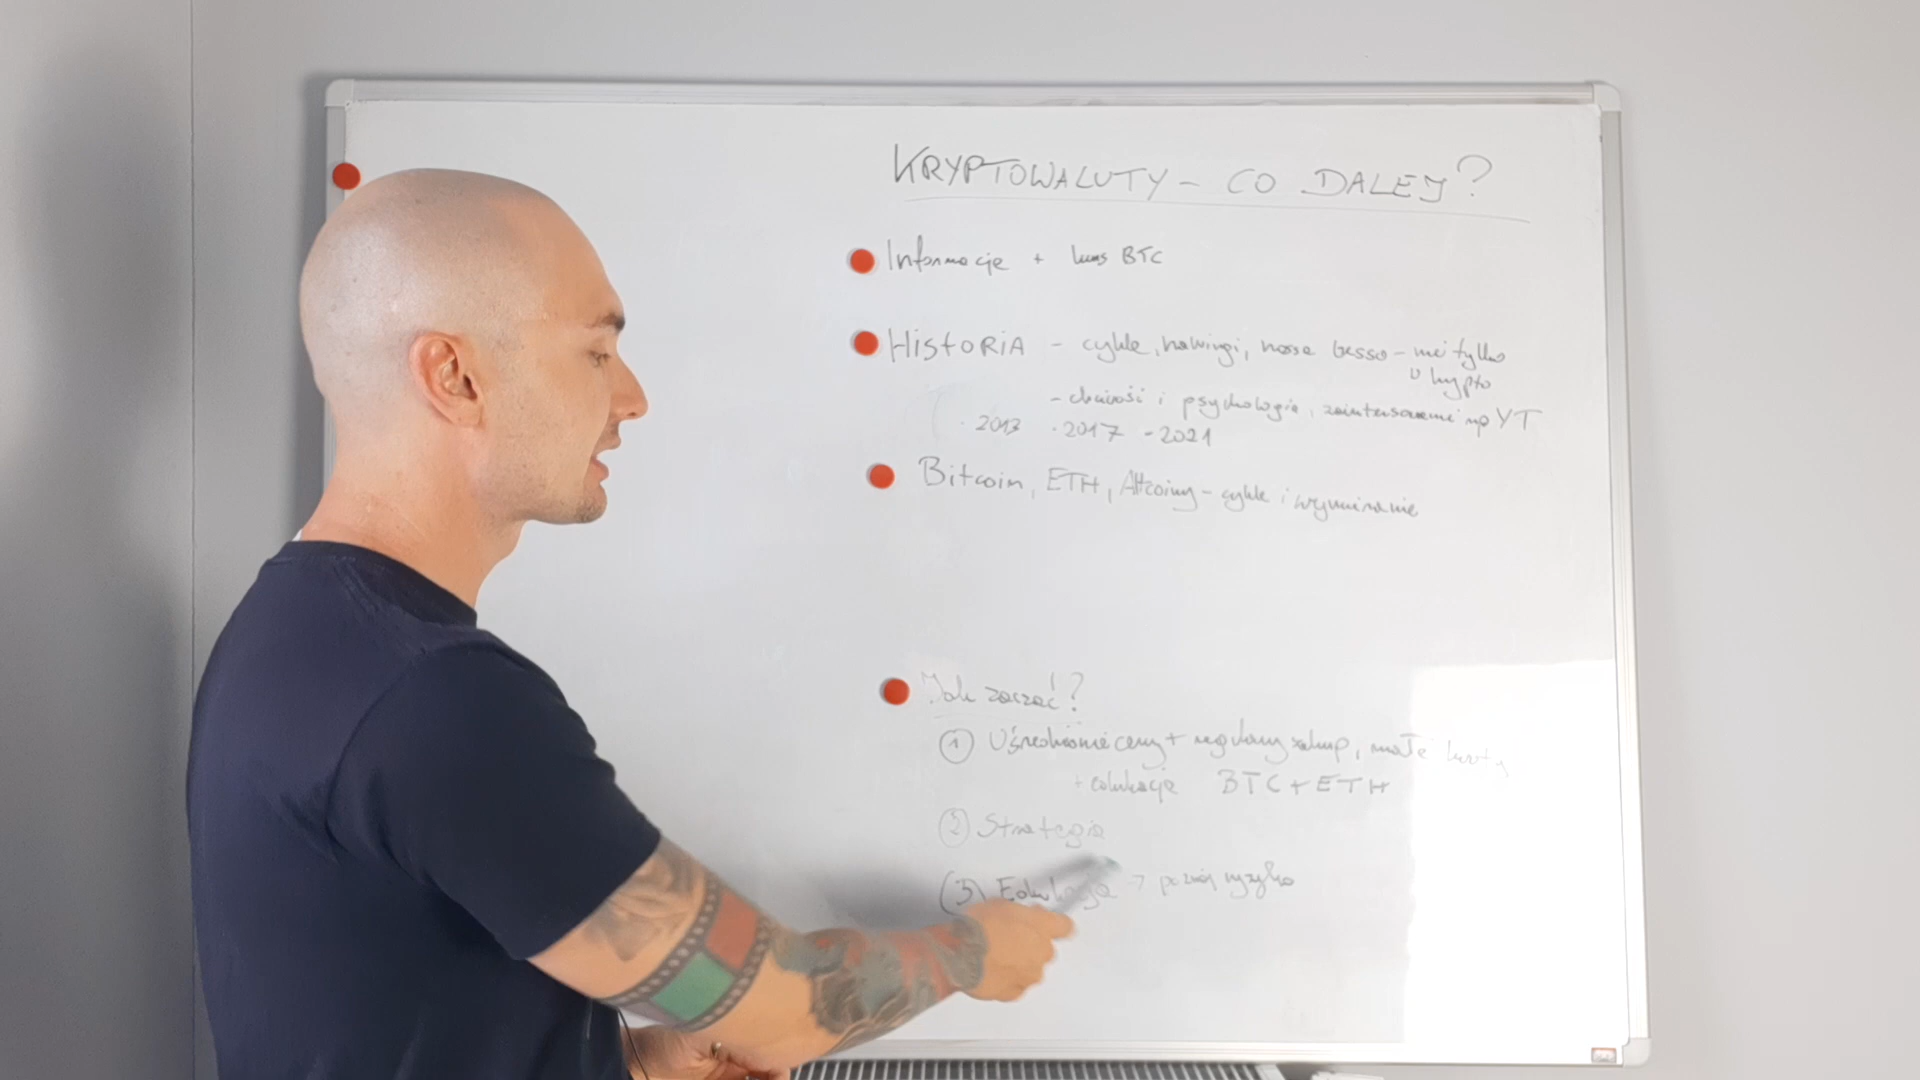 KRYPTOWALUTY - CO DALEJ?
Informacje + kurs BTC
HISTORIA - cykle, halvingi, hossa bessa - nie tylko
w krypto
- chciwość i psychologia, zainteresowanie np YT
· 2013 · 2017 - 2021
Bitcoin, ETH, Altcoiny - cykle i wymieranie
Jak zacząć?
① Uśrednianie ceny + regularny zakup, małe kwoty
+ edukacja BTC + ETH
② Strategia
③ Edukacja → poznaj ryzyko